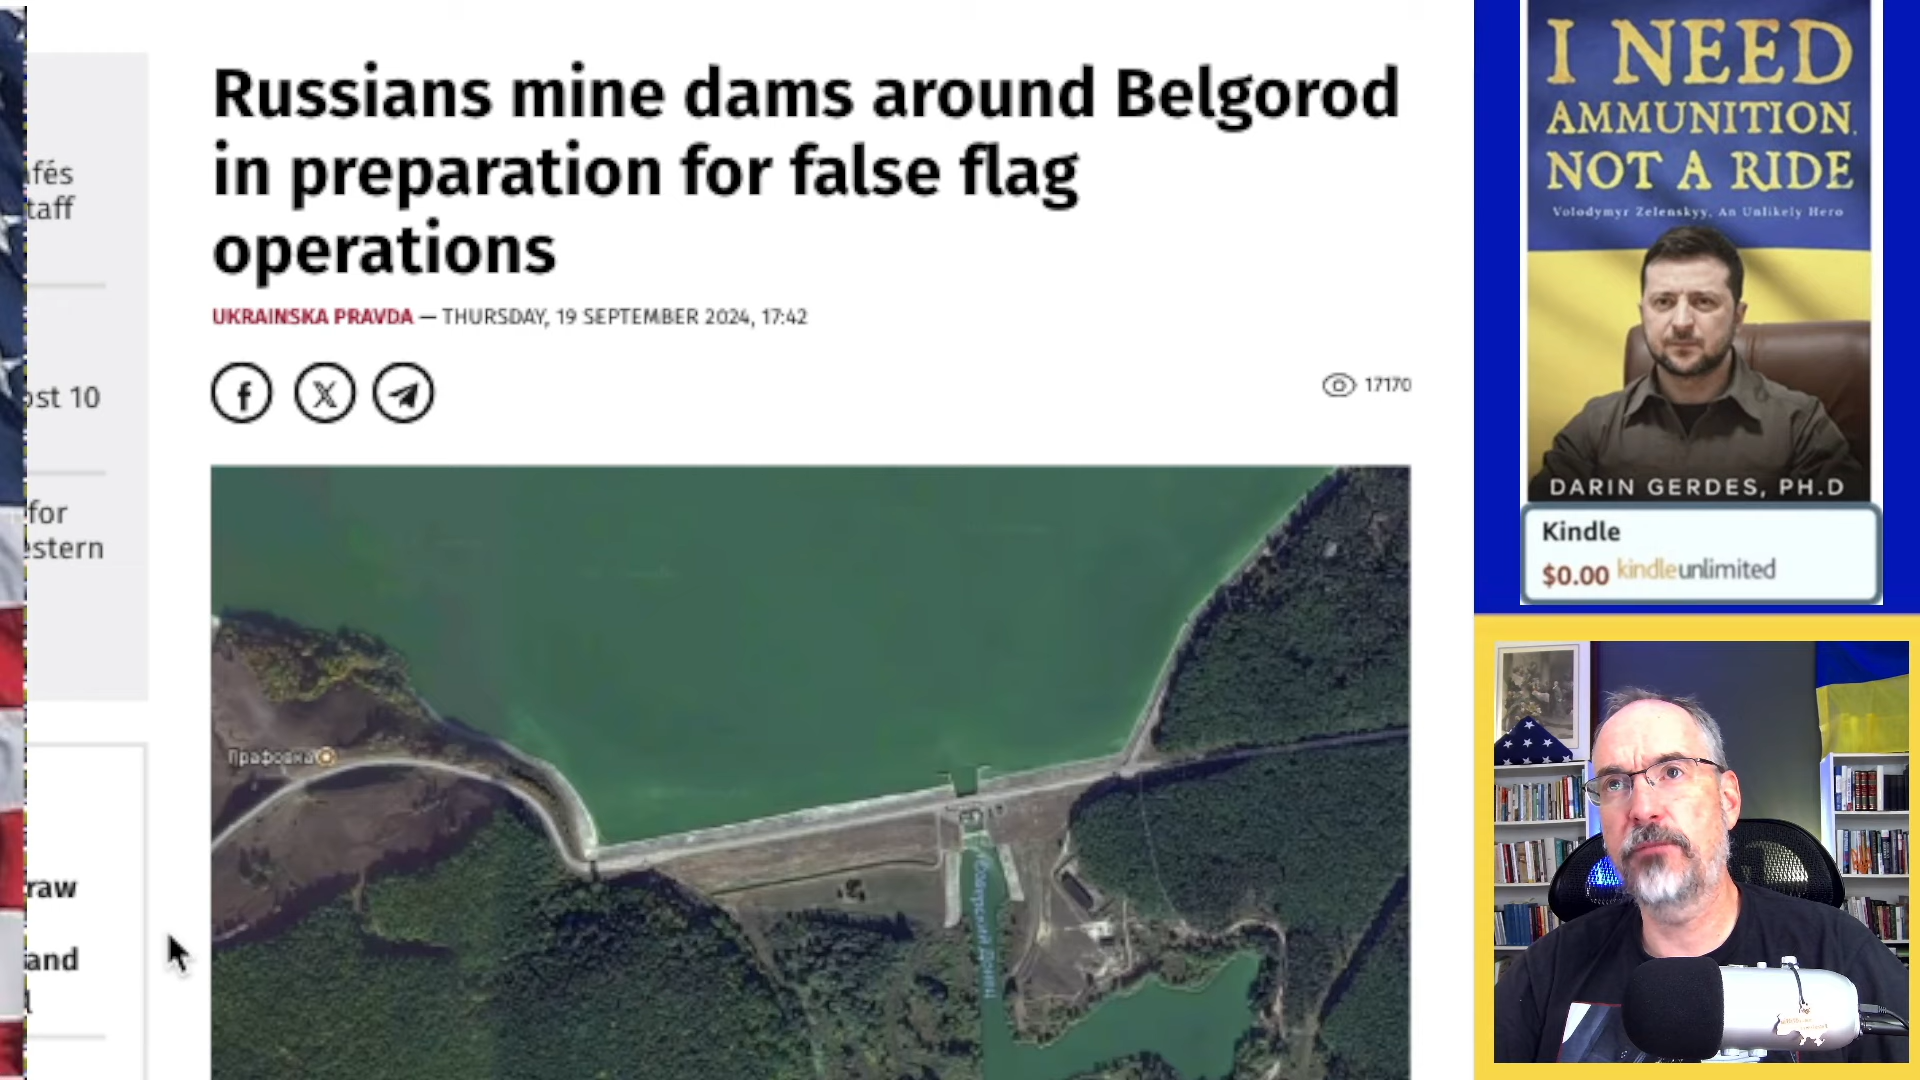 Russians mine dams around Belgorod
in preparation for false flag
operations
UKRAINSKA PRAVDA — THURSDAY, 19 SEPTEMBER 2024, 17:42
17170
afés
taff
ost 10
for
estern
raw
and
Графовка
I NEED
AMMUNITION,
NOT A RIDE
Volodymyr Zelenskyy, An Unlikely Hero
DARIN GERDES, PH.D
Kindle
$0.00 kindleunlimited